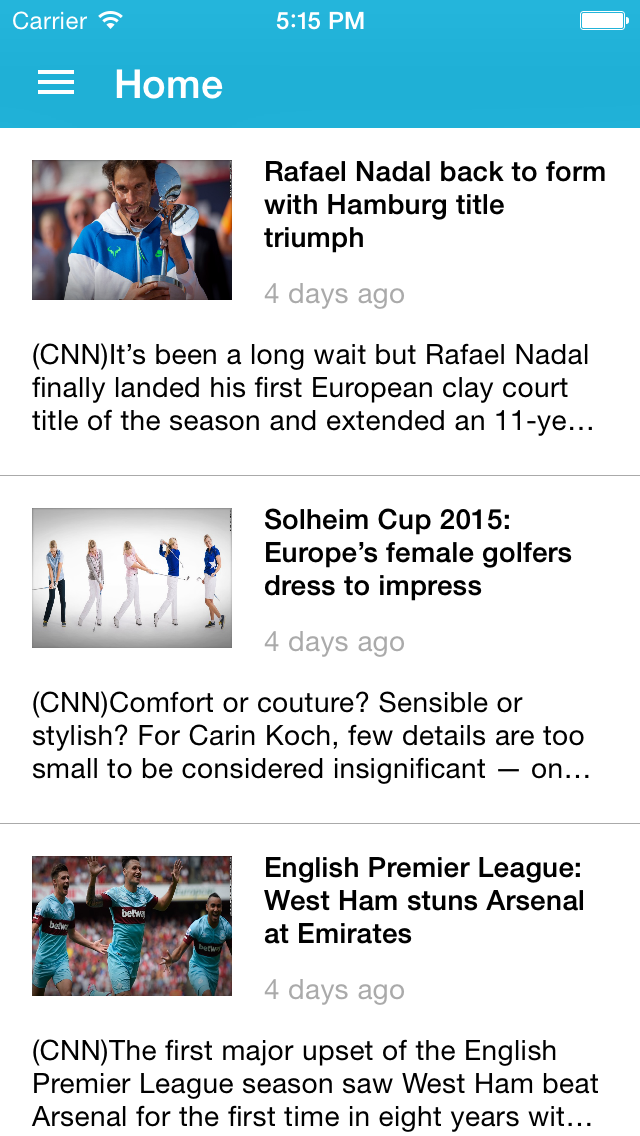 Carrier 5:15 PM
Home
Rafael Nadal back to form
with Hamburg title
triumph
4 days ago
(CNN)It’s been a long wait but Rafael Nadal
finally landed his first European clay court
title of the season and extended an 11-ye…
Solheim Cup 2015:
Europe’s female golfers
dress to impress
4 days ago
(CNN)Comfort or couture? Sensible or
stylish? For Carin Koch, few details are too
small to be considered insignificant — on…
English Premier League:
West Ham stuns Arsenal
at Emirates
4 days ago
betway
betway
betway
(CNN)The first major upset of the English
Premier League season saw West Ham beat
Arsenal for the first time in eight years wit…